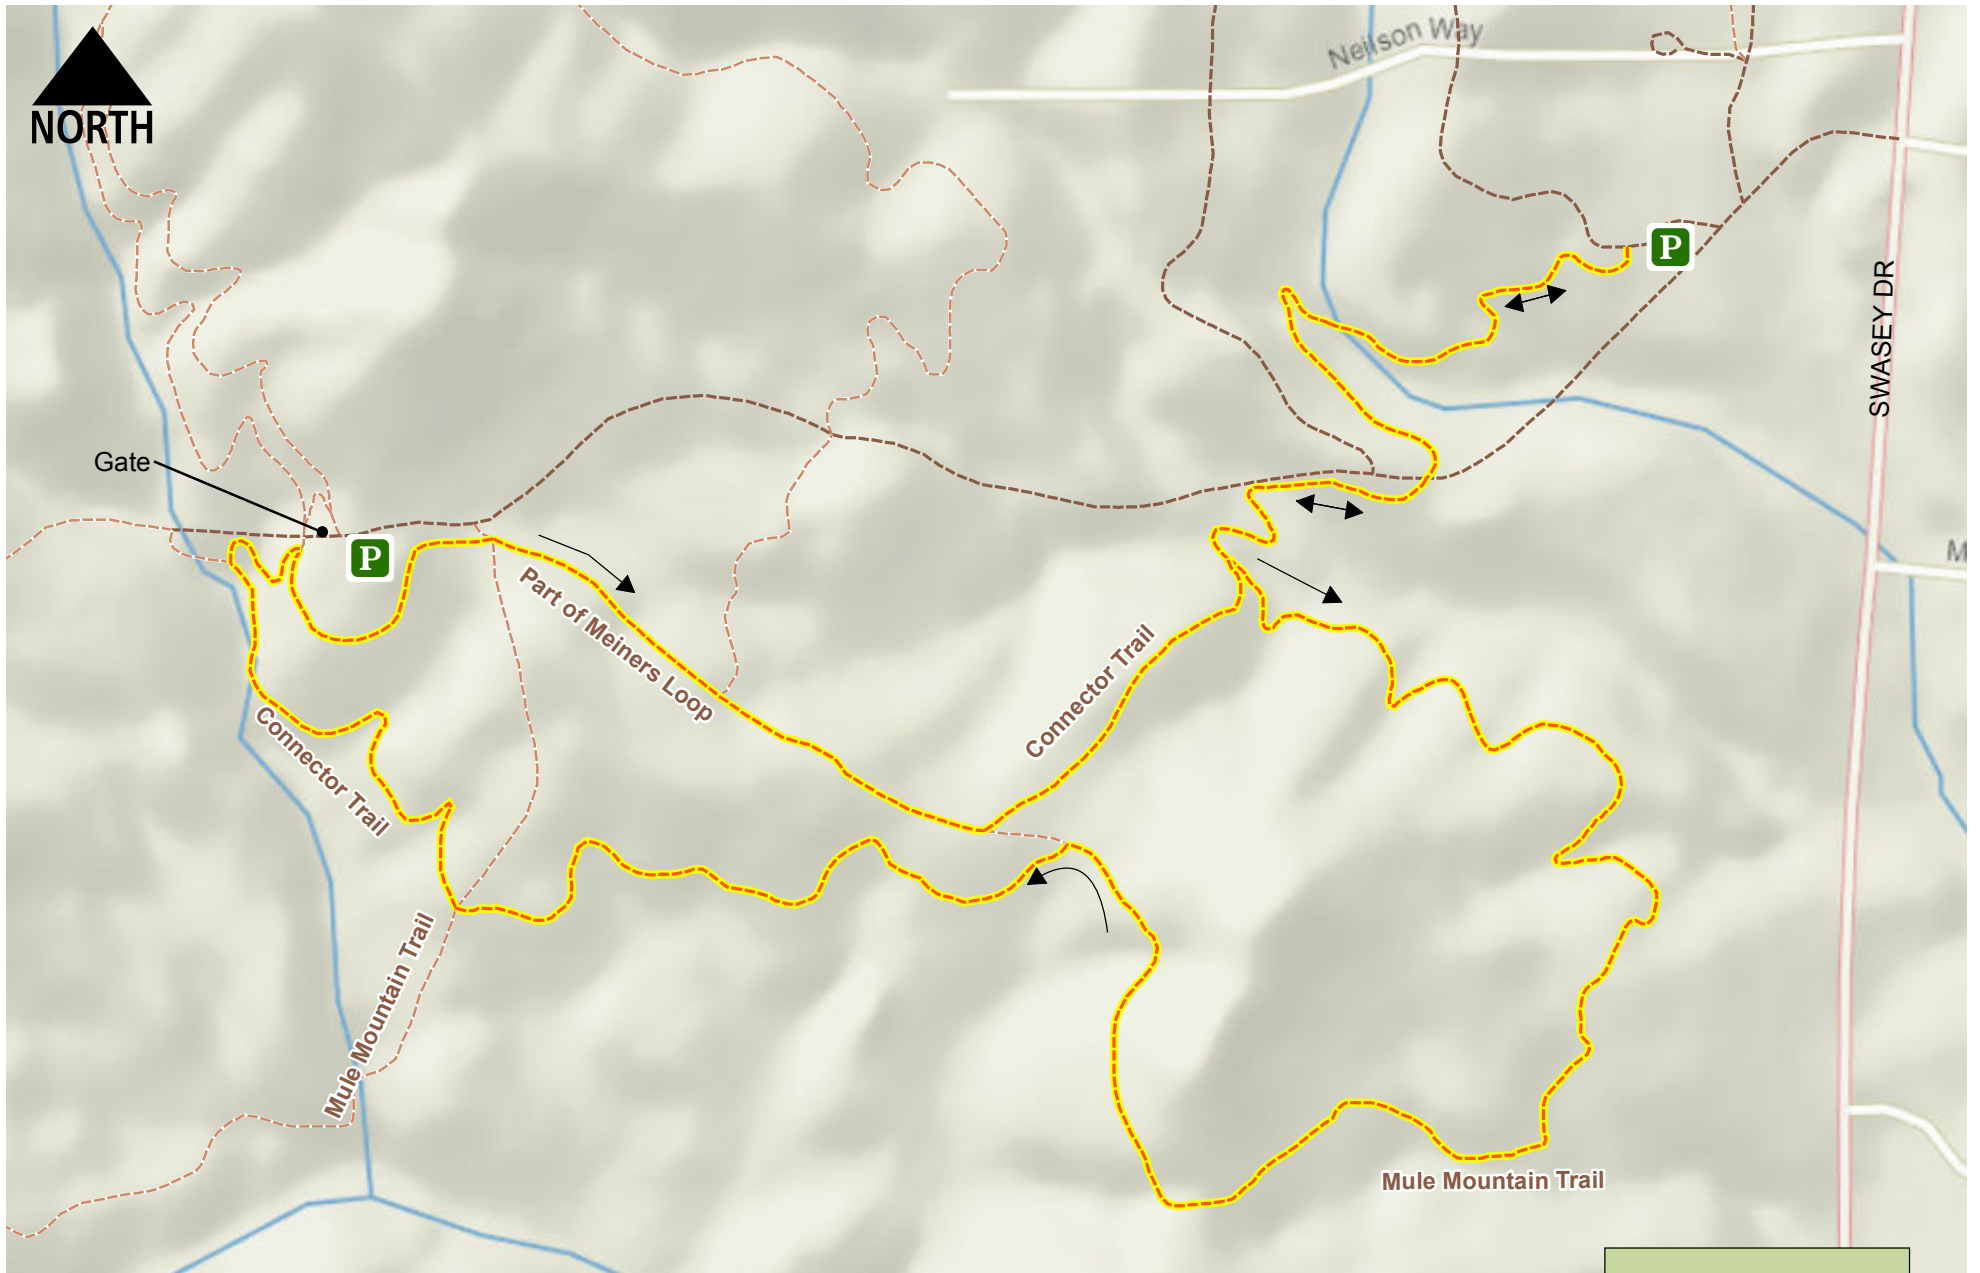 NORTH
Neilson Way
P
SWASEY DR
Gate
P
Part of Meiners Loop
Connector Trail
Connector Trail
Mule Mountain Trail
Mule Mountain Trail
M